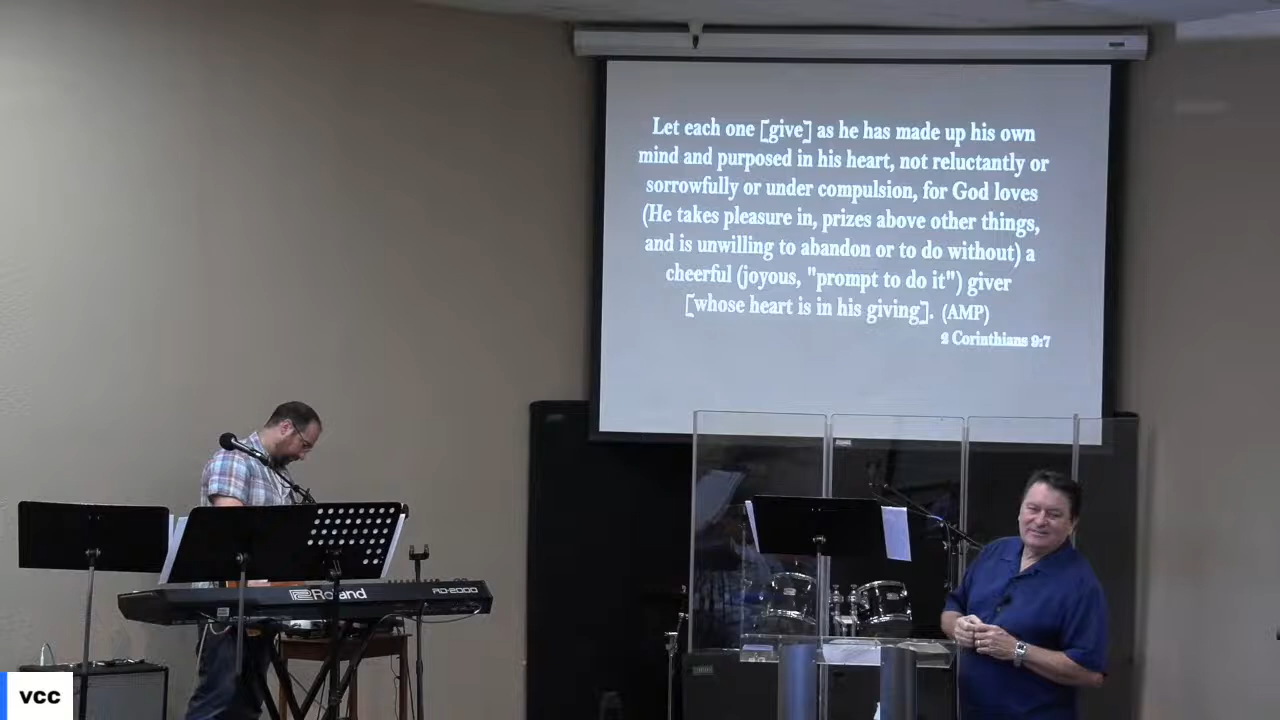 Let each one [give] as he has made up his own
mind and purposed in his heart, not reluctantly or
sorrowfully or under compulsion, for God loves
(He takes pleasure in, prizes above other things,
and is unwilling to abandon or to do without) a
cheerful (joyous, "prompt to do it") giver
[whose heart is in his giving]. (AMP)
2 Corinthians 9:7
Roland
RD-2000
vcc